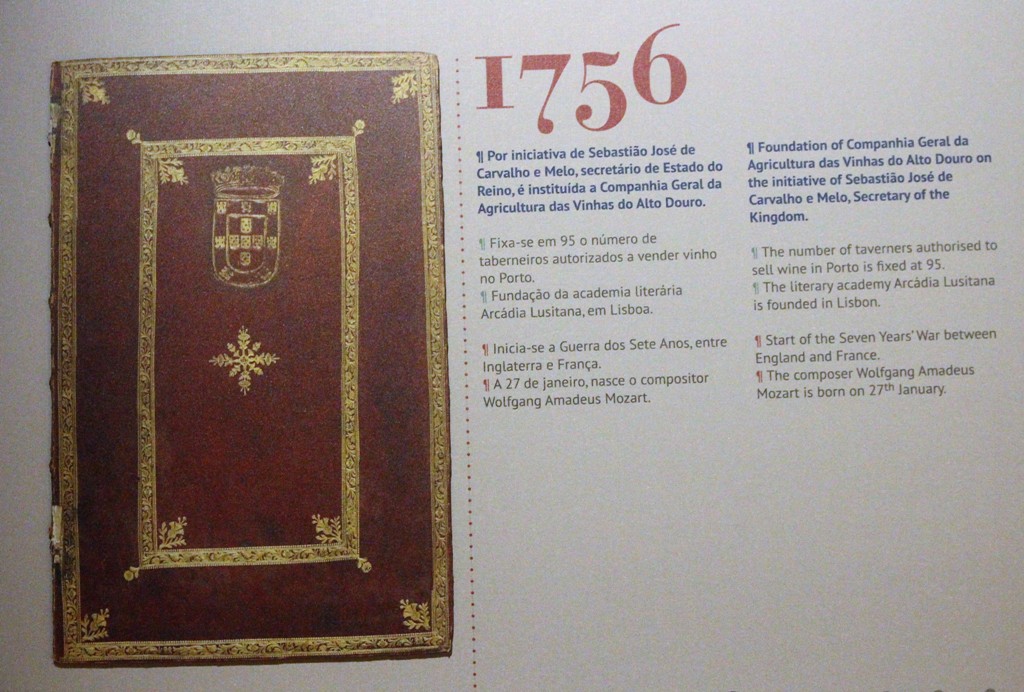 1756
¶ Por iniciativa de Sebastião José de
Carvalho e Melo, secretário de Estado do
Reino, é instituída a Companhia Geral da
Agricultura das Vinhas do Alto Douro.
¶ Fixa-se em 95 o número de
taberneiros autorizados a vender vinho
no Porto.
¶ Fundação da academia literária
Arcádia Lusitana, em Lisboa.
¶ Inicia-se a Guerra dos Sete Anos, entre
Inglaterra e França.
¶ A 27 de janeiro, nasce o compositor
Wolfgang Amadeus Mozart.
¶ Foundation of Companhia Geral da
Agricultura das Vinhas do Alto Douro on
the initiative of Sebastião José de
Carvalho e Melo, Secretary of the
Kingdom.
¶ The number of taverners authorised to
sell wine in Porto is fixed at 95.
¶ The literary academy Arcádia Lusitana
is founded in Lisbon.
¶ Start of the Seven Years' War between
England and France.
¶ The composer Wolfgang Amadeus
Mozart is born on 27th January.